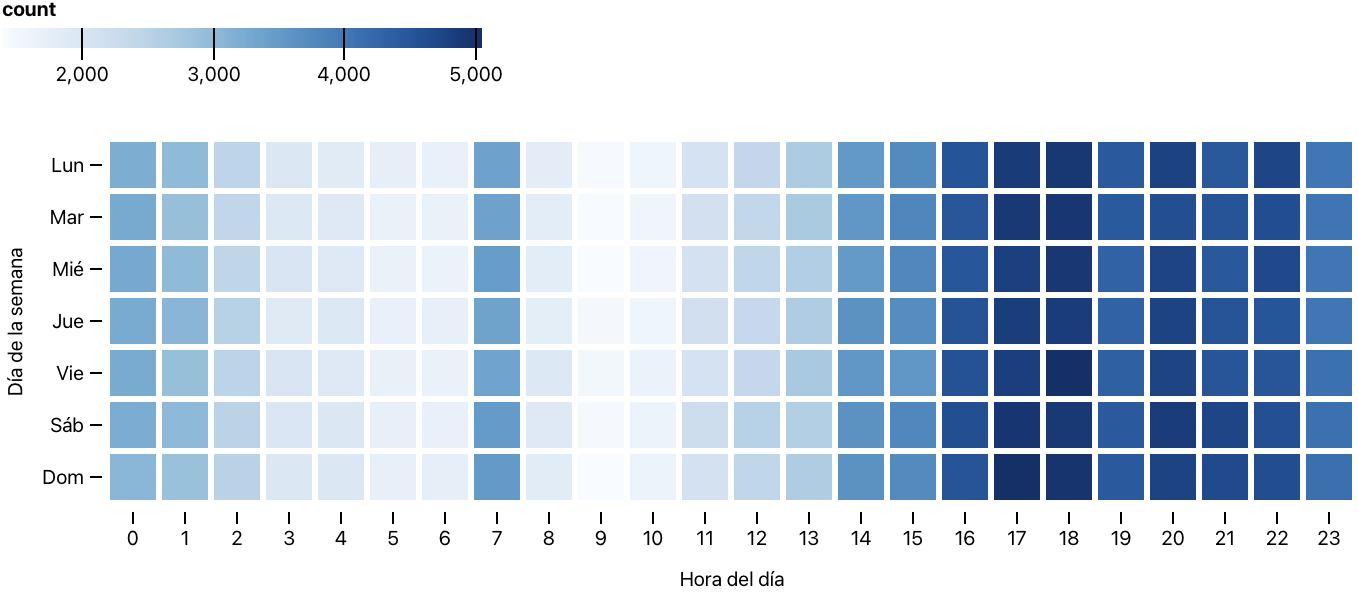 count
2,000 3,000 4,000 5,000
Lun
Mar
Mié
Jue
Vie
Sáb
Dom
Día de la semana
0 1 2 3 4 5 6 7 8 9 10 11 12 13 14 15 16 17 18 19 20 21 22 23
Hora del día